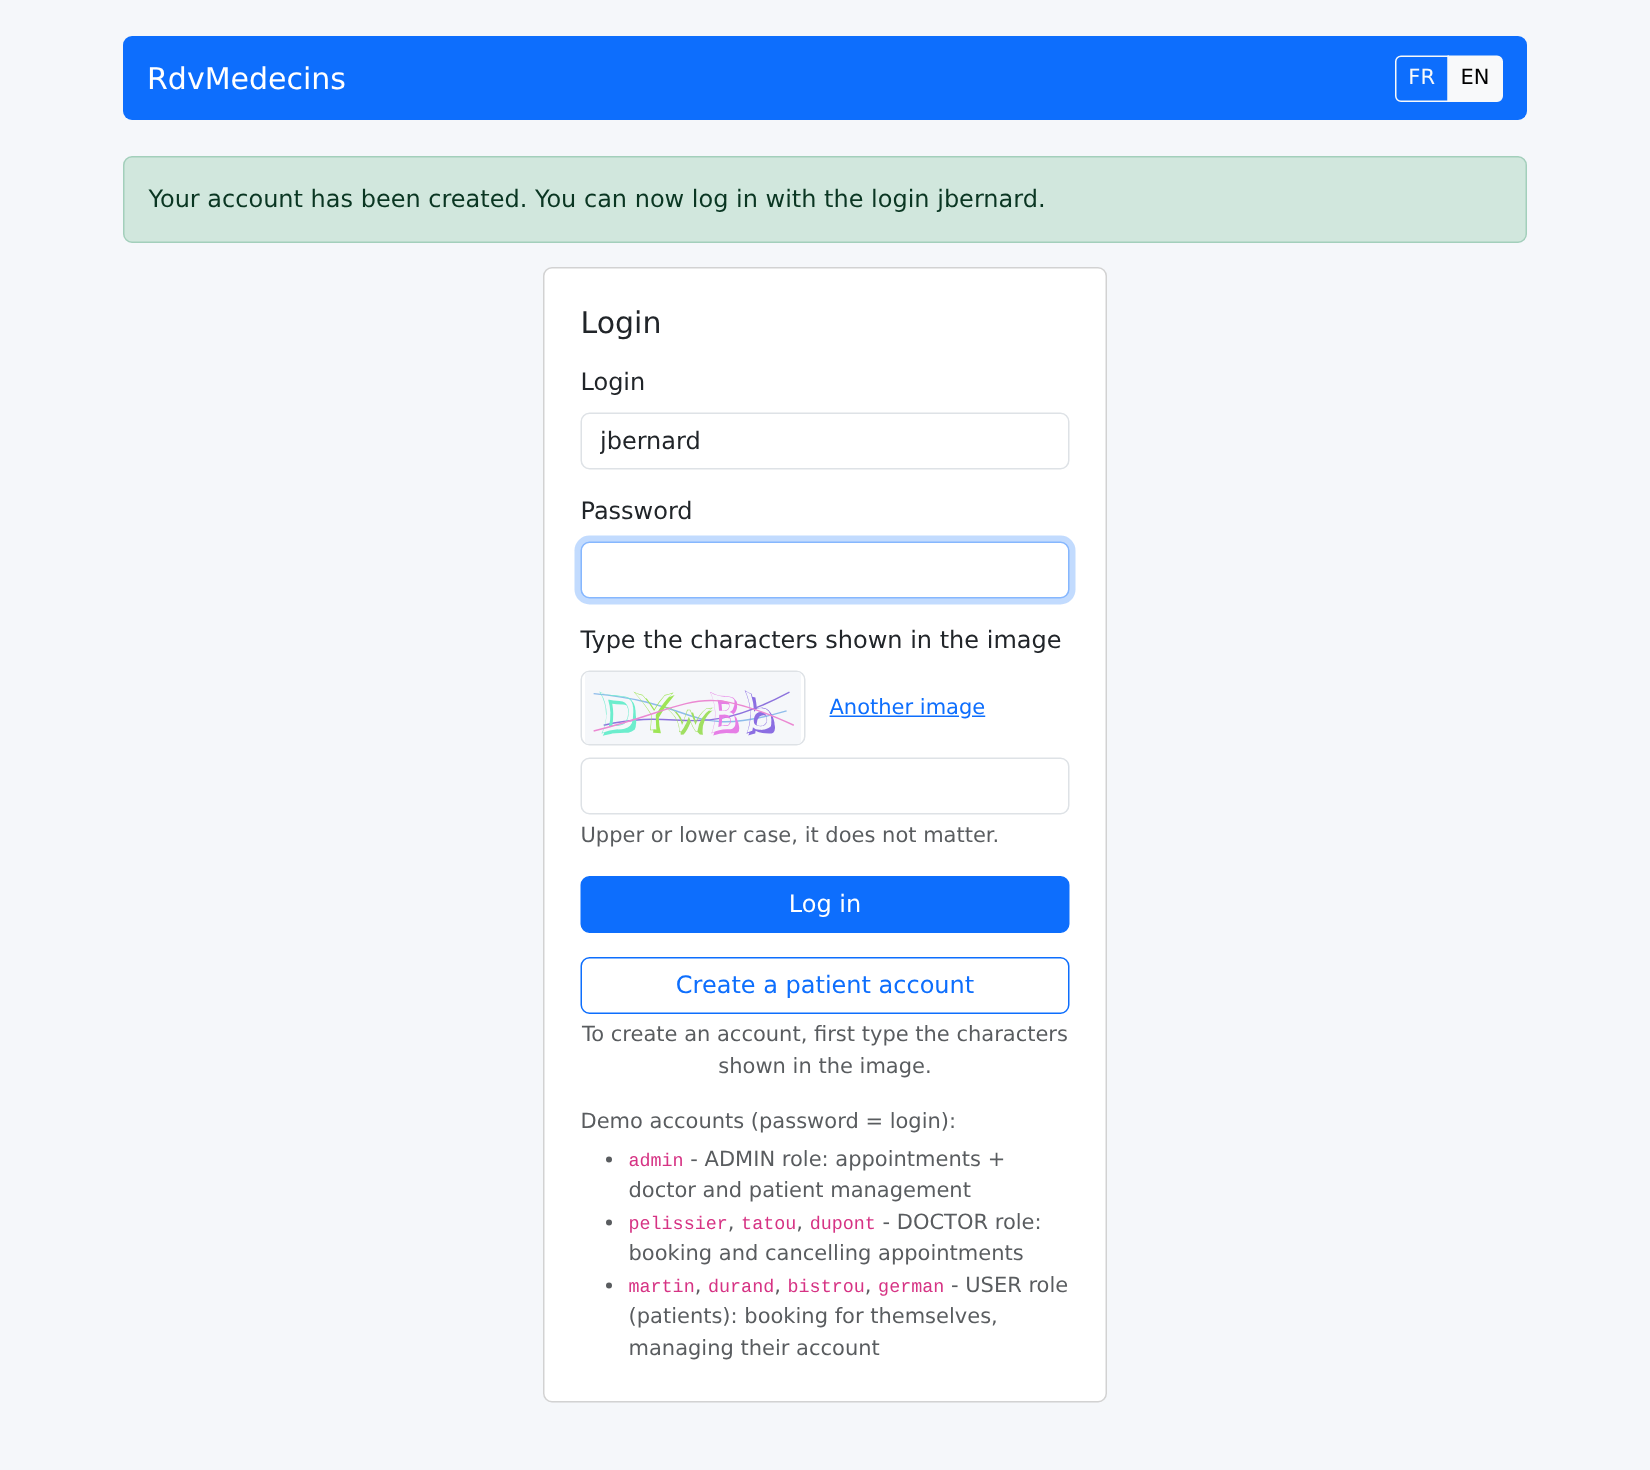 RdvMedecins
FR EN
Your account has been created. You can now log in with the login jbernard.
Login
Login
jbernard
Password
Type the characters shown in the image
DYwBb
Another image
Upper or lower case, it does not matter.
Log in
Create a patient account
To create an account, first type the characters
shown in the image.
Demo accounts (password = login):
• admin - ADMIN role: appointments +
doctor and patient management
• pelissier, tatou, dupont - DOCTOR role:
booking and cancelling appointments
• martin, durand, bistrou, german - USER role
(patients): booking for themselves,
managing their account